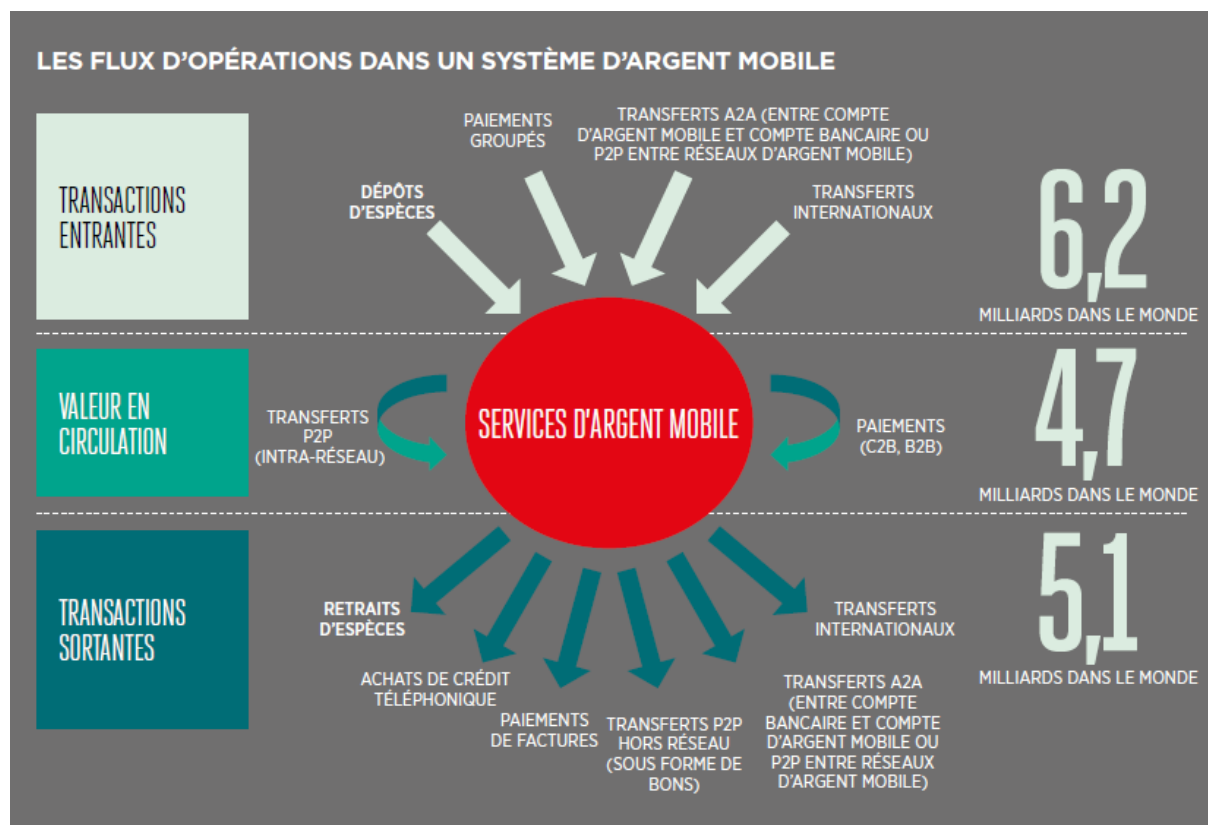 LES FLUX D'OPÉRATIONS DANS UN SYSTÈME D'ARGENT MOBILE
TRANSACTIONS
ENTRANTES
DÉPÔTS
D'ESPÈCES
PAIEMENTS
GROUPÉS
TRANSFERTS A2A (ENTRE COMPTE
D'ARGENT MOBILE ET COMPTE BANCAIRE OU
P2P ENTRE RÉSEAUX D'ARGENT MOBILE)
TRANSFERTS
INTERNATIONAUX
6,2
MILLIARDS DANS LE MONDE
VALEUR EN
CIRCULATION
TRANSFERTS
P2P
(INTRA-RÉSEAU)
SERVICES D'ARGENT MOBILE
PAIEMENTS
(C2B, B2B)
4,7
MILLIARDS DANS LE MONDE
TRANSACTIONS
SORTANTES
RETRAITS
D'ESPÈCES
ACHATS DE CRÉDIT
TÉLÉPHONIQUE
PAIEMENTS
DE FACTURES
TRANSFERTS P2P
HORS RÉSEAU
(SOUS FORME DE
BONS)
TRANSFERTS A2A
(ENTRE COMPTE
BANCAIRE ET COMPTE
D'ARGENT MOBILE OU
P2P ENTRE RÉSEAUX
D'ARGENT MOBILE)
TRANSFERTS
INTERNATIONAUX
5,1
MILLIARDS DANS LE MONDE